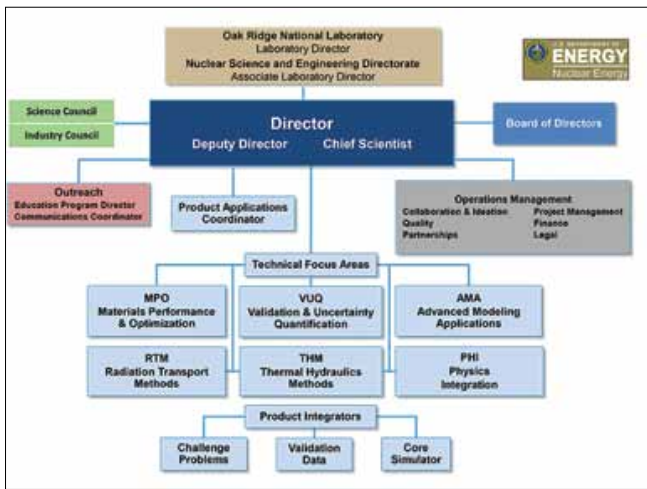 Oak Ridge National Laboratory
Laboratory Director
Nuclear Science and Engineering Directorate
Associate Laboratory Director
U.S. DEPARTMENT OF
ENERGY
Nuclear Energy
Science Council
Industry Council
Director
Deputy Director Chief Scientist
Board of Directors
Outreach
Education Program Director
Communications Coordinator
Product Applications
Coordinator
Operations Management
Collaboration & Ideation Project Management
Quality Finance
Partnerships Legal
Technical Focus Areas
MPO
Materials Performance
& Optimization
VUQ
Validation & Uncertainty
Quantification
AMA
Advanced Modeling
Applications
RTM
Radiation Transport
Methods
THM
Thermal Hydraulics
Methods
PHI
Physics
Integration
Product Integrators
Challenge
Problems
Validation
Data
Core
Simulator